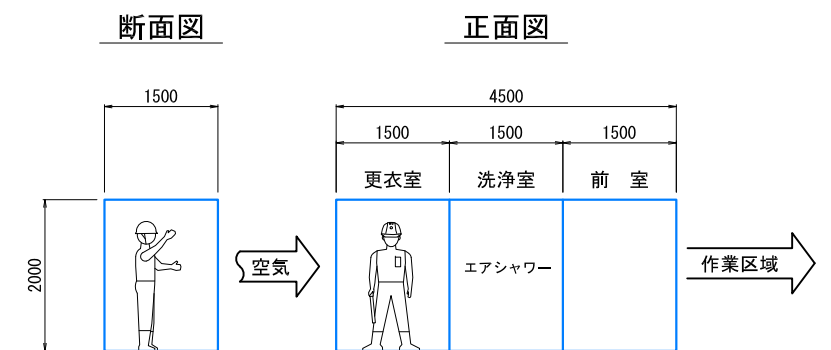 断面図
正面図
1500
4500
1500
1500
1500
更衣室
洗浄室
前 室
2000
空気
エアシャワー
作業区域